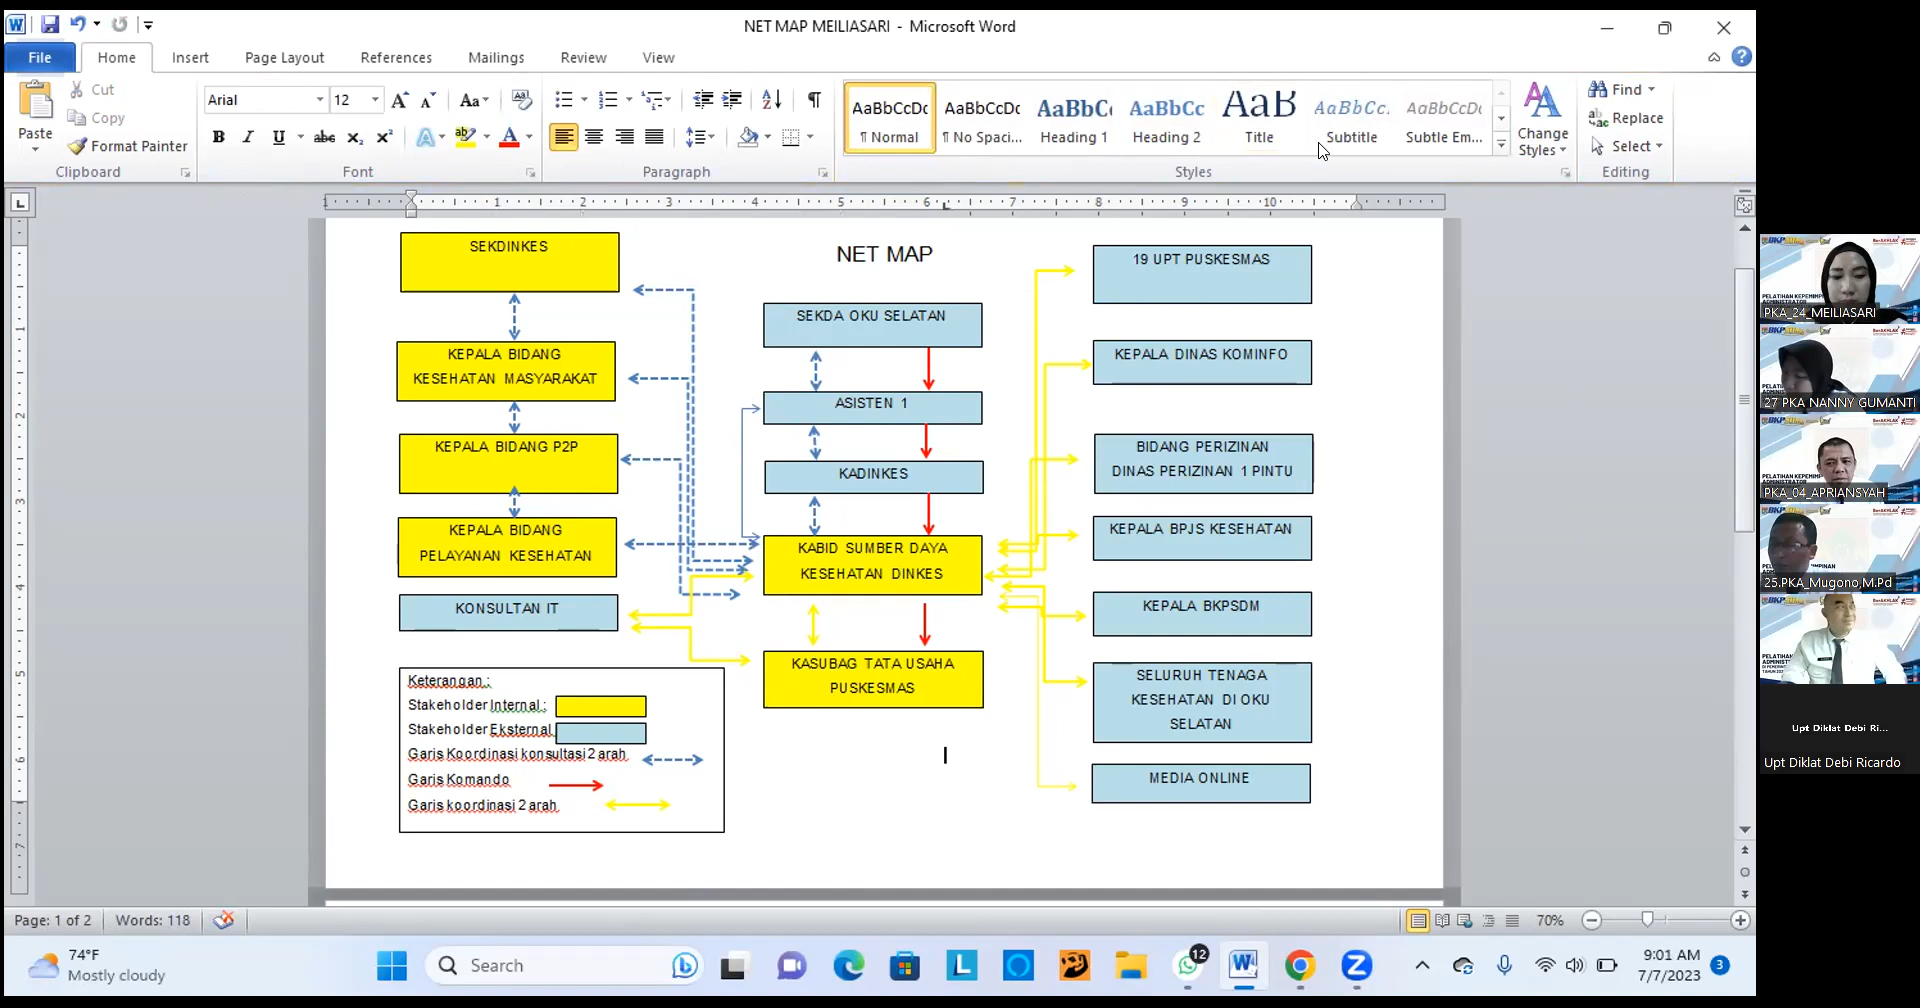 NET MAP MEILIASARI - Microsoft Word
File
Home
Insert
Page Layout
References
Mailings
Review
View
Paste
Cut
Copy
Format Painter
Clipboard
Arial
12
Font
Paragraph
AaBbCcDc
¶ Normal
AaBbCcDc
¶ No Spaci...
AaBbC
Heading 1
AaBbCc
Heading 2
AaB
Title
AaBbCc.
Subtitle
AaBbCcDc
Subtle Em...
Change
Styles
Styles
Find
Replace
Select
Editing
NET MAP
SEKDINKES
KEPALA BIDANG
KESEHATAN MASYARAKAT
KEPALA BIDANG P2P
KEPALA BIDANG
PELAYANAN KESEHATAN
KONSULTAN IT
SEKDA OKU SELATAN
ASISTEN 1
KADINKES
KABID SUMBER DAYA
KESEHATAN DINKES
KASUBAG TATA USAHA
PUSKESMAS
19 UPT PUSKESMAS
KEPALA DINAS KOMINFO
BIDANG PERIZINAN
DINAS PERIZINAN 1 PINTU
KEPALA BPJS KESEHATAN
KEPALA BKPSDM
SELURUH TENAGA
KESEHATAN DI OKU
SELATAN
MEDIA ONLINE
Keterangan :
Stakeholder Internal :
Stakeholder Eksternal
Garis Koordinasi konsultasi 2 arah
Garis Komando
Garis koordinasi 2 arah
PKA_24_MEILIASARI
27 PKA NANNY GUMANTI
PKA_04_APRIANSYAH
25.PKA_Mugono,M.Pd
Upt Diklat Debi Ri...
Upt Diklat Debi Ricardo
Page: 1 of 2
Words: 118
70%
74°F
Mostly cloudy
Search
12
9:01 AM
7/7/2023
3